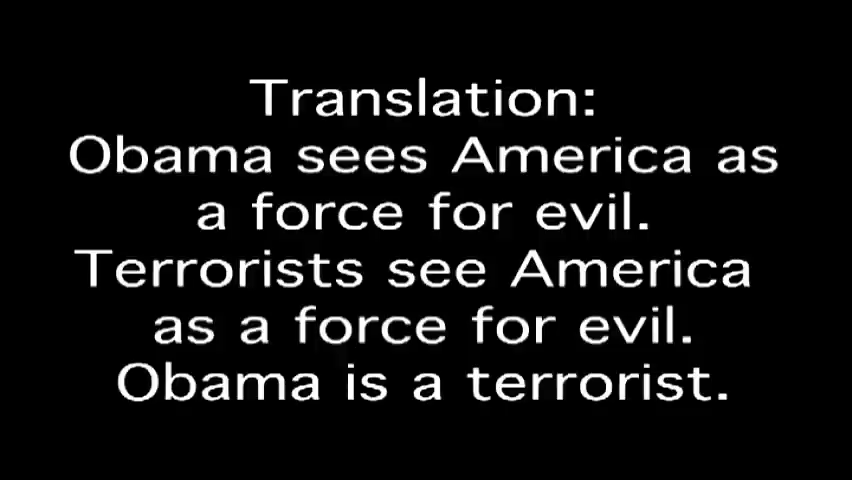 Translation:
Obama sees America as
a force for evil.
Terrorists see America
as a force for evil.
Obama is a terrorist.